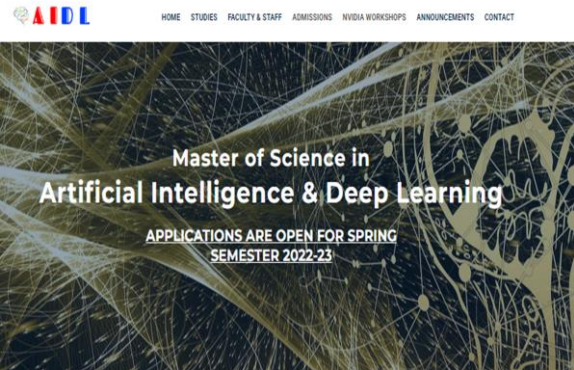 AIDL
HOME STUDIES FACULTY & STAFF ADMISSIONS NVIDIA WORKSHOPS ANNOUNCEMENTS CONTACT
Master of Science in
Artificial Intelligence & Deep Learning
APPLICATIONS ARE OPEN FOR SPRING
SEMESTER 2022-23